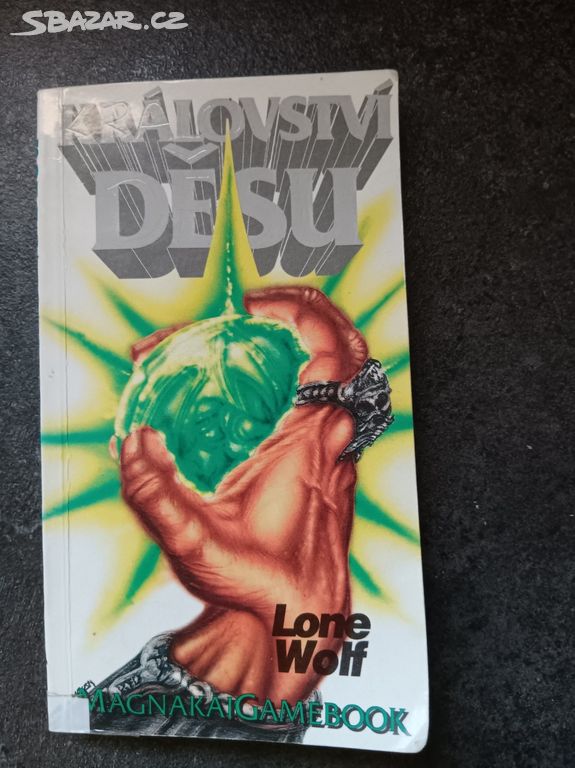 SBAZAR.CZ
KRÁLOVSTVÍ
DĚSU
Lone
Wolf
MAGNAKAI GAMEBOOK